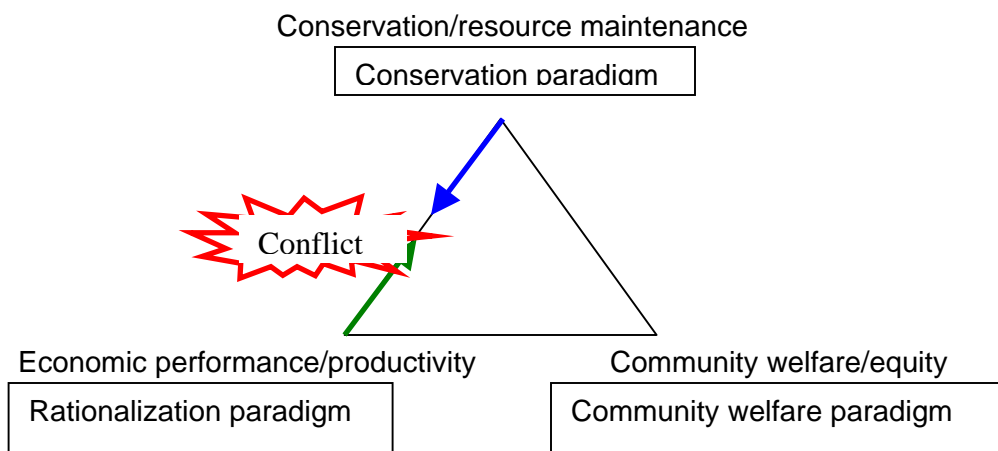 Conservation/resource maintenance
Conservation paradigm
Conflict
Economic performance/productivity
Community welfare/equity
Rationalization paradigm
Community welfare paradigm